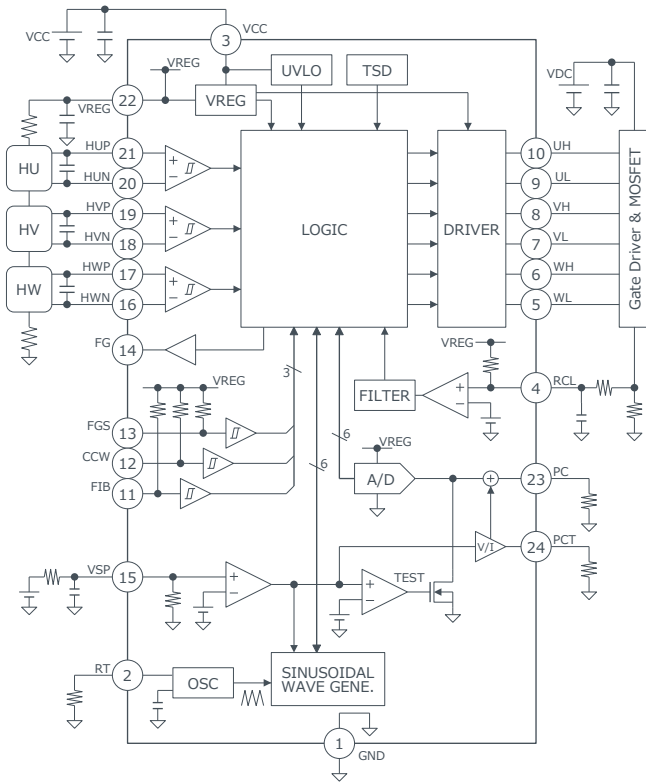 VCC
VCC
3
VREG
UVLO
TSD
VDC
22
VREG
VREG
HUP
21
HU
HUN
20
HVP
19
HV
HVN
18
HWP
17
HW
HWN
16
FG
14
LOGIC
DRIVER
10
UH
9
UL
8
VH
7
VL
6
WH
5
WL
Gate Driver & MOSFET
VREG
3
FILTER
4
RCL
VREG
FGS
13
CCW
12
FIB
11
6
6
VREG
A/D
23
PC
V/I
24
PCT
VSP
15
TEST
RT
2
OSC
SINUSOIDAL
WAVE GENE.
1
GND